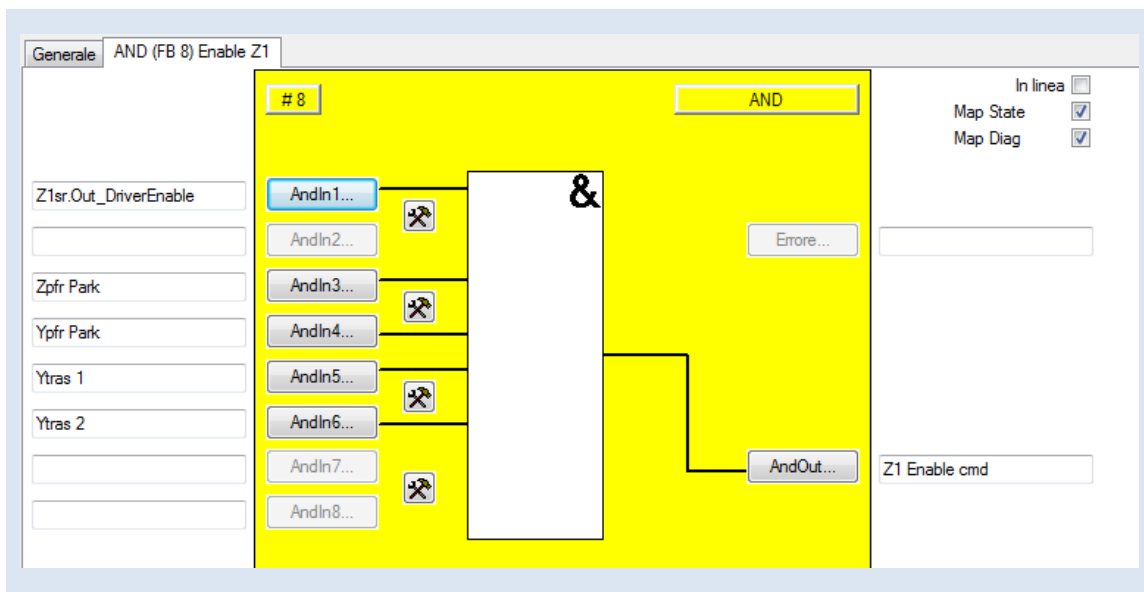 Generale AND (FB 8) Enable Z1
# 8 AND In linea
Map State
Map Diag
Z1sr.Out_DriverEnable AndIn1... &
AndIn2... Errore...
Zpfr Park AndIn3...
Ypfr Park AndIn4...
Ytras 1 AndIn5...
Ytras 2 AndIn6...
AndIn7... AndOut... Z1 Enable cmd
AndIn8...